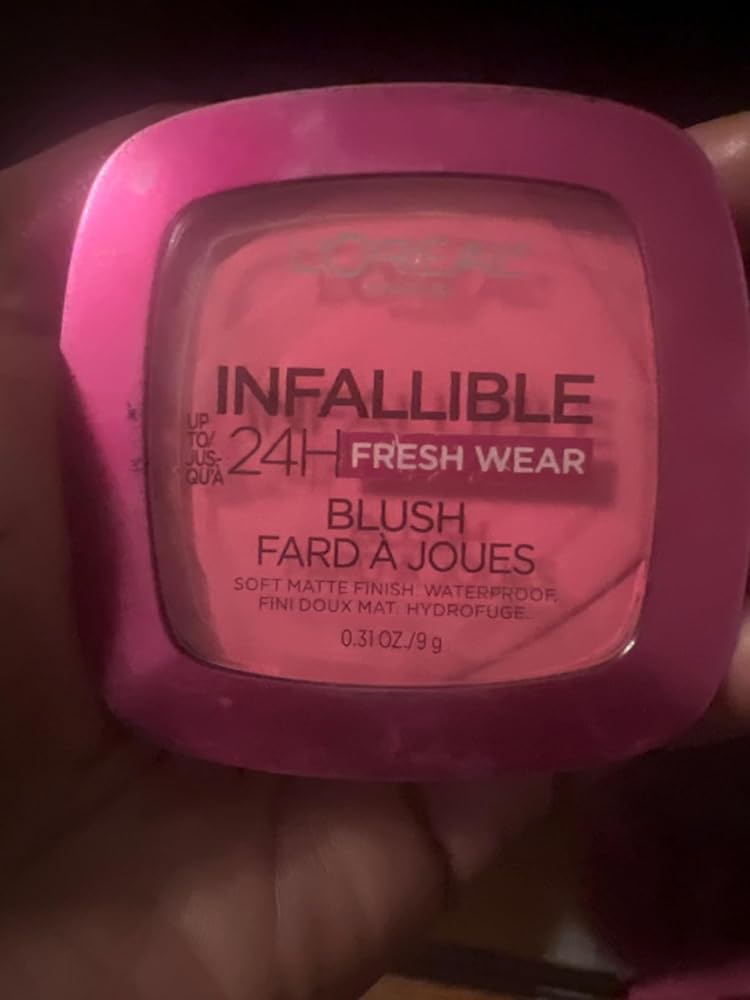 L'ORÉAL
INFALLIBLE
UP
TO/
JUS-
QU'À
24H FRESH WEAR
BLUSH
FARD À JOUES
SOFT MATTE FINISH. WATERPROOF.
FINI DOUX MAT. HYDROFUGE.
0.31 OZ./9 g